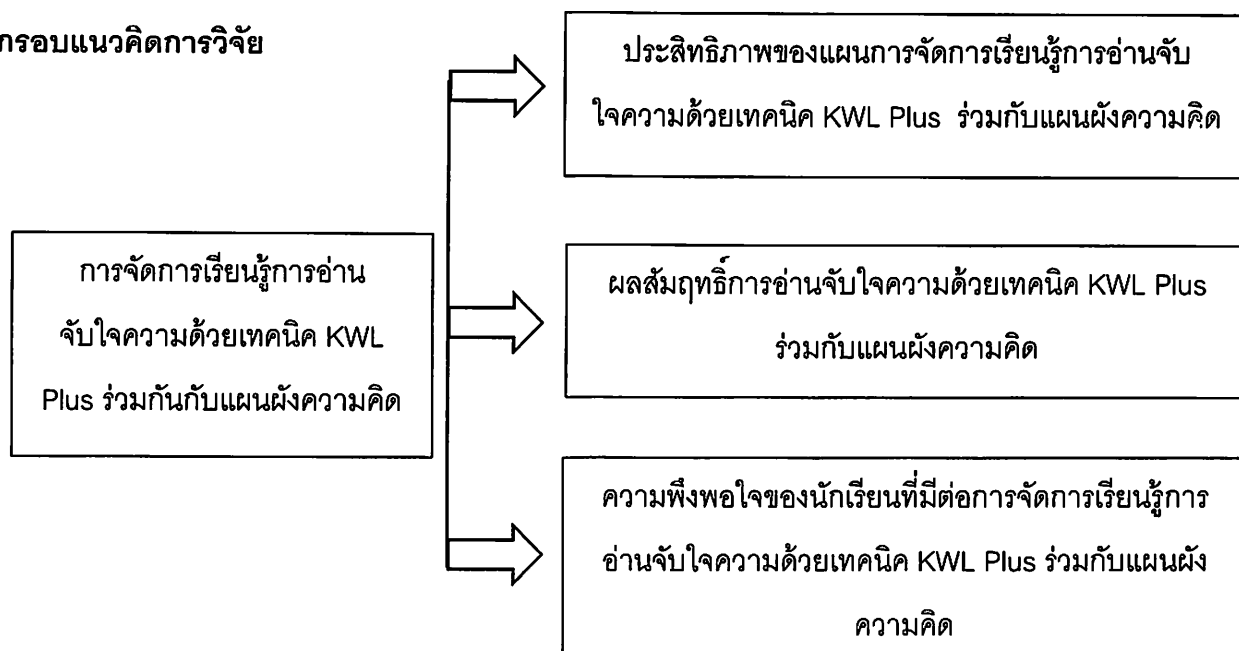 กรอบแนวคิดการวิจัย
ประสิทธิภาพของแผนการจัดการเรียนรู้การอ่านจับ
ใจความด้วยเทคนิค KWL Plus ร่วมกับแผนผังความคิด
การจัดการเรียนรู้การอ่าน
จับใจความด้วยเทคนิค KWL
Plus ร่วมกันกับแผนผังความคิด
ผลสัมฤทธิ์การอ่านจับใจความด้วยเทคนิค KWL Plus
ร่วมกับแผนผังความคิด
ความพึงพอใจของนักเรียนที่มีต่อการจัดการเรียนรู้การ
อ่านจับใจความด้วยเทคนิค KWL Plus ร่วมกับแผนผัง
ความคิด